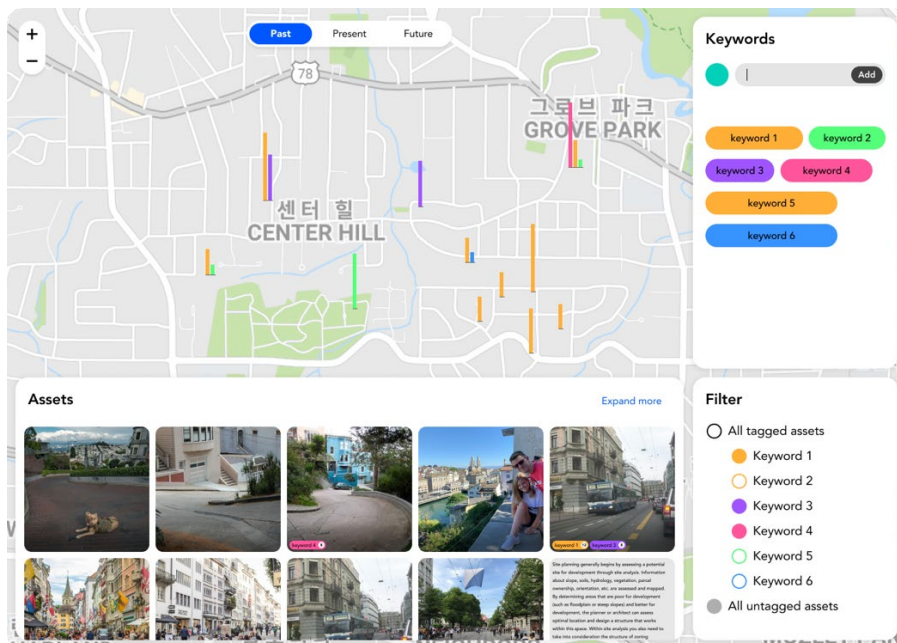 +
−
Past Present Future
78
그로브 파크
GROVE PARK
센터 힐
CENTER HILL
Keywords
Add
keyword 1 keyword 2
keyword 3 keyword 4
keyword 5
keyword 6
Assets
Expand more
keyword 4
keyword 1
keyword 3
Site planning generally begins by assessing a potential
site for development through site analysis. Information
about slope, soils, hydrology, vegetation, parcel
ownership, orientation, etc. are assessed and mapped.
By determining areas that are poor for development
(such as floodplain or steep slopes) and better for
development, the planner or architect can assess
optimal location and design a structure that works
within this space. Within site analysis you also need to
take into consideration the structure of zoning
Filter
All tagged assets
Keyword 1
Keyword 2
Keyword 3
Keyword 4
Keyword 5
Keyword 6
All untagged assets